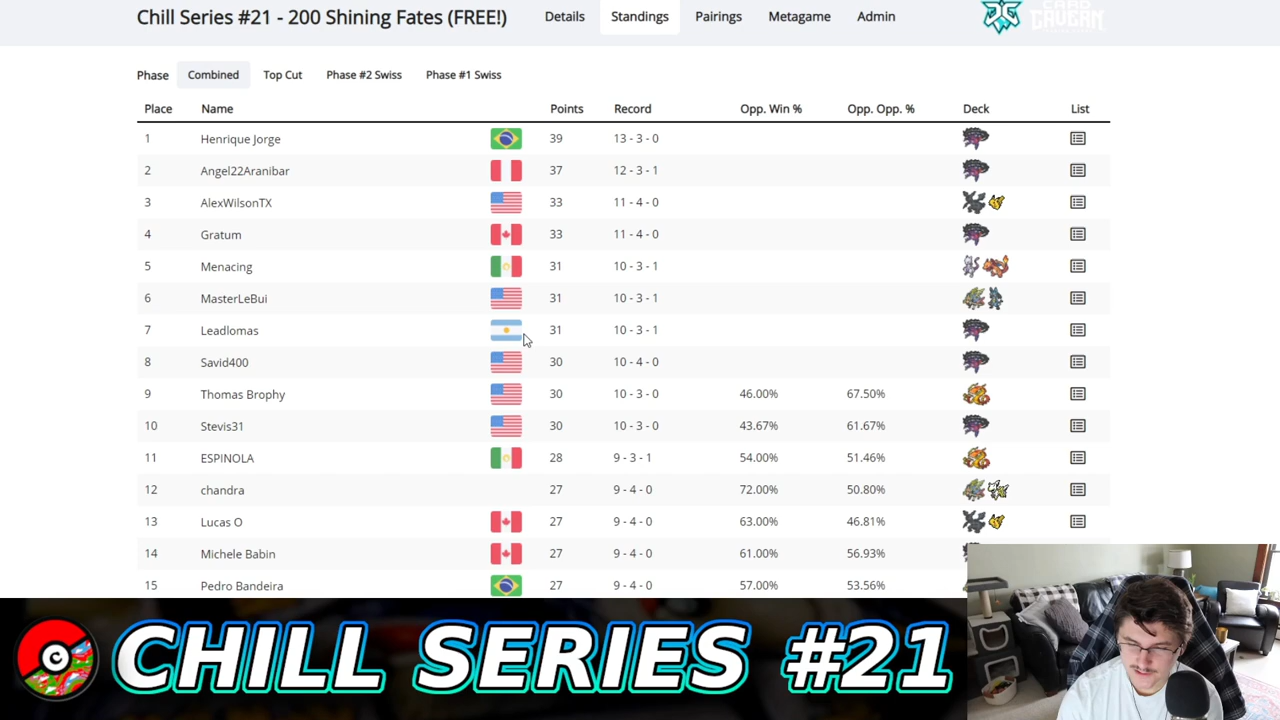 Chill Series #21 - 200 Shining Fates (FREE!) Details Standings Pairings Metagame Admin
CARD CAVERN
Phase Combined Top Cut Phase #2 Swiss Phase #1 Swiss
Place Name Points Record Opp. Win % Opp. Opp. % Deck List
1 Henrique Jorge 39 13 - 3 - 0
2 Angel22Aranibar 37 12 - 3 - 1
3 AlexWilsonTX 33 11 - 4 - 0
4 Gratum 33 11 - 4 - 0
5 Menacing 31 10 - 3 - 1
6 MasterLeBui 31 10 - 3 - 1
7 Leadlomas 31 10 - 3 - 1
8 Savid400 30 10 - 4 - 0
9 Thomas Brophy 30 10 - 3 - 0 46.00% 67.50%
10 Stevis31 30 10 - 3 - 0 43.67% 61.67%
11 ESPINOLA 28 9 - 3 - 1 54.00% 51.46%
12 chandra 27 9 - 4 - 0 72.00% 50.80%
13 Lucas O 27 9 - 4 - 0 63.00% 46.81%
14 Michele Babin 27 9 - 4 - 0 61.00% 56.93%
15 Pedro Bandeira 27 9 - 4 - 0 57.00% 53.56%
C CHILL SERIES #21